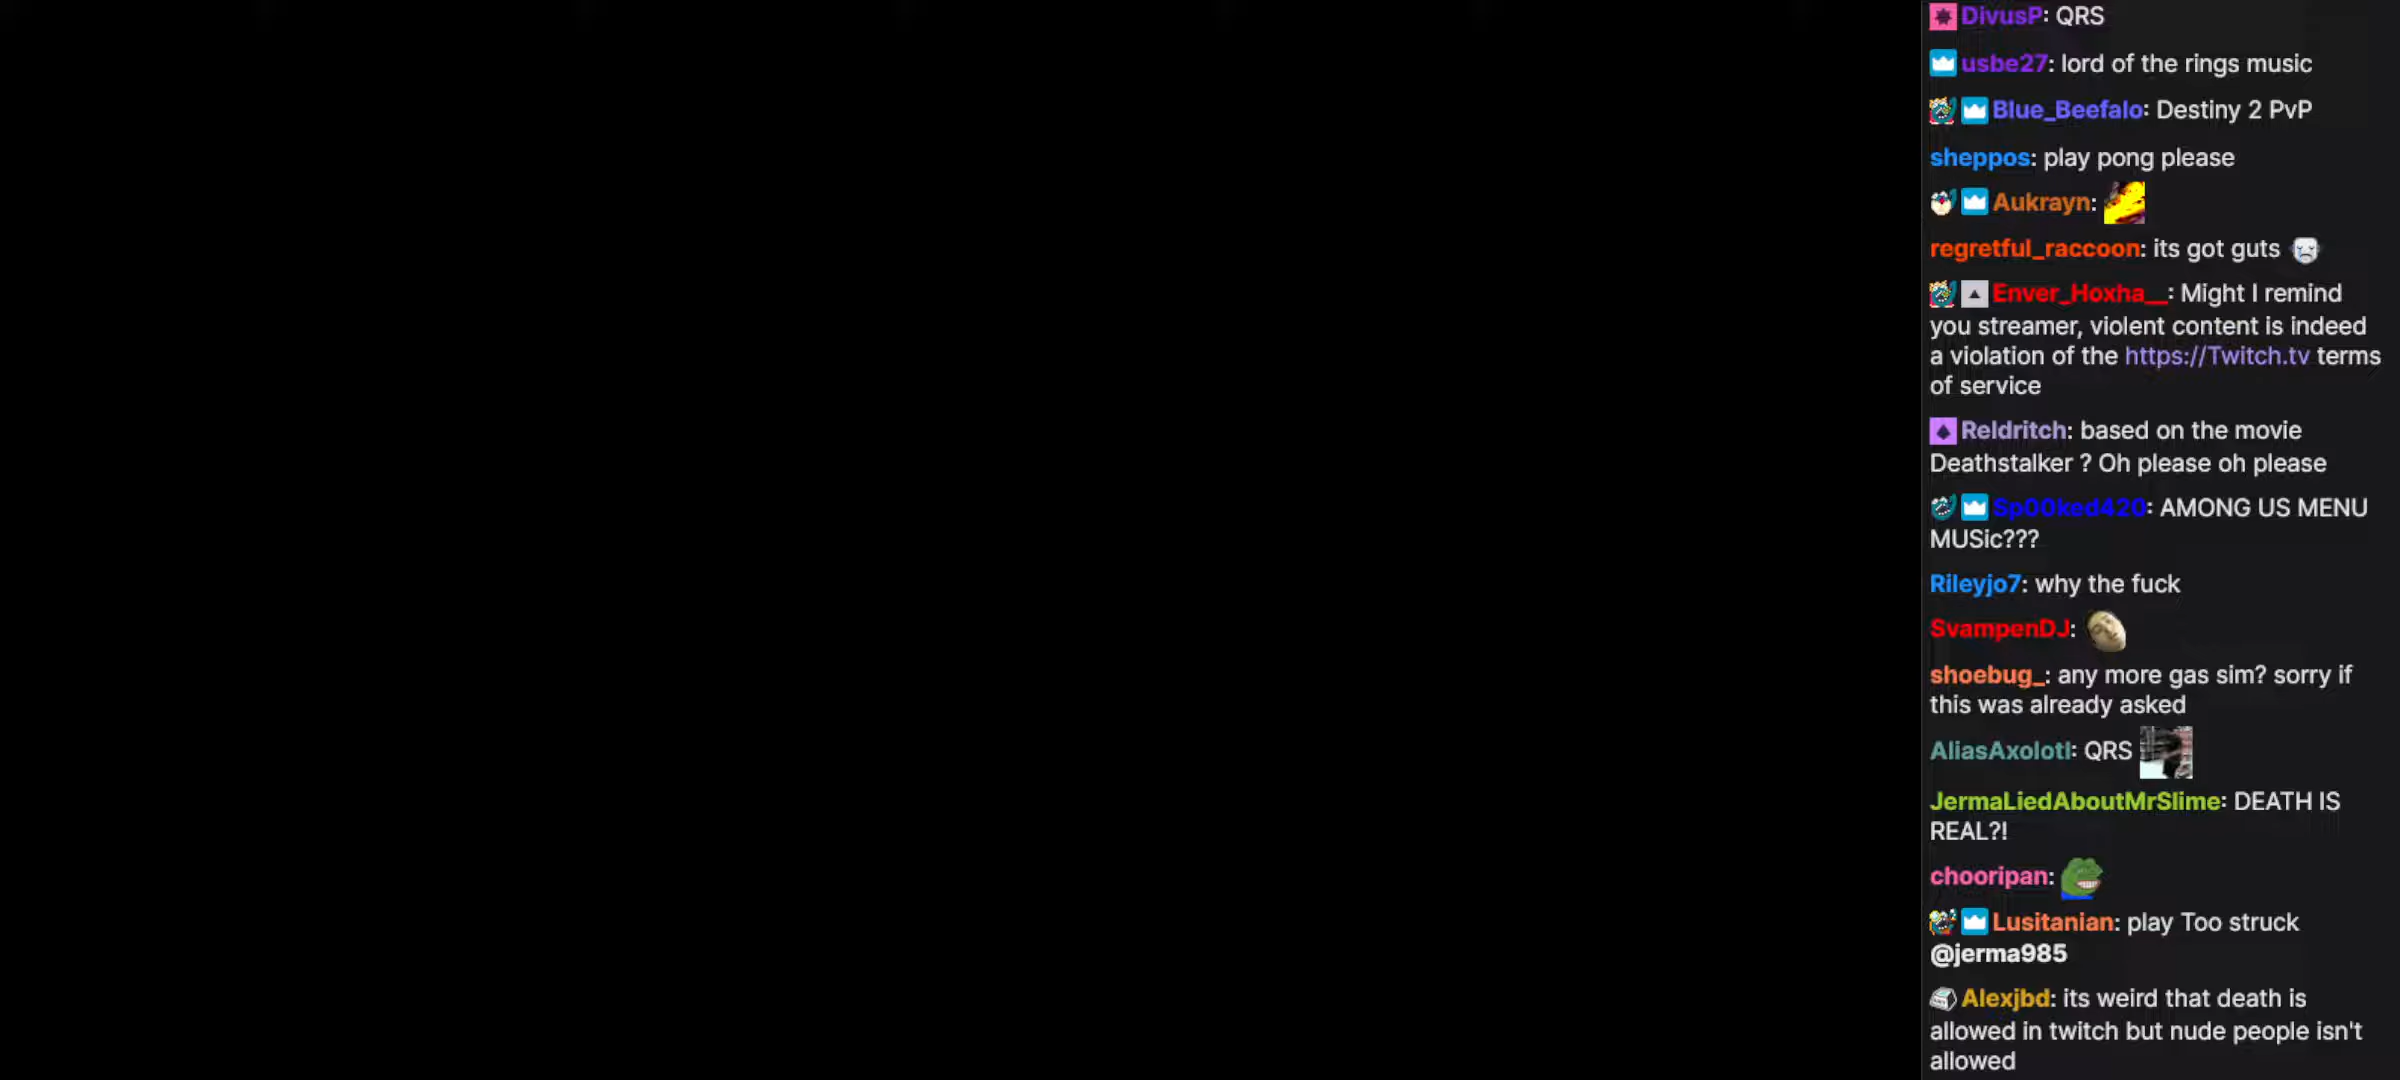 DivusP: QRS
usbe27: lord of the rings music
Blue_Beefalo: Destiny 2 PvP
sheppos: play pong please
Aukrayn:
regretful_raccoon: its got guts
Enver_Hoxha__: Might I remind
you streamer, violent content is indeed
a violation of the https://Twitch.tv terms
of service
Reldritch: based on the movie
Deathstalker ? Oh please oh please
Sp00ked420: AMONG US MENU
MUSic???
Rileyjo7: why the fuck
SvampenDJ:
shoebug_: any more gas sim? sorry if
this was already asked
AliasAxolotl: QRS
JermaLiedAboutMrSlime: DEATH IS
REAL?!
chooripan:
Lusitanian: play Too struck
@jerma985
Alexjbd: its weird that death is
allowed in twitch but nude people isn't
allowed